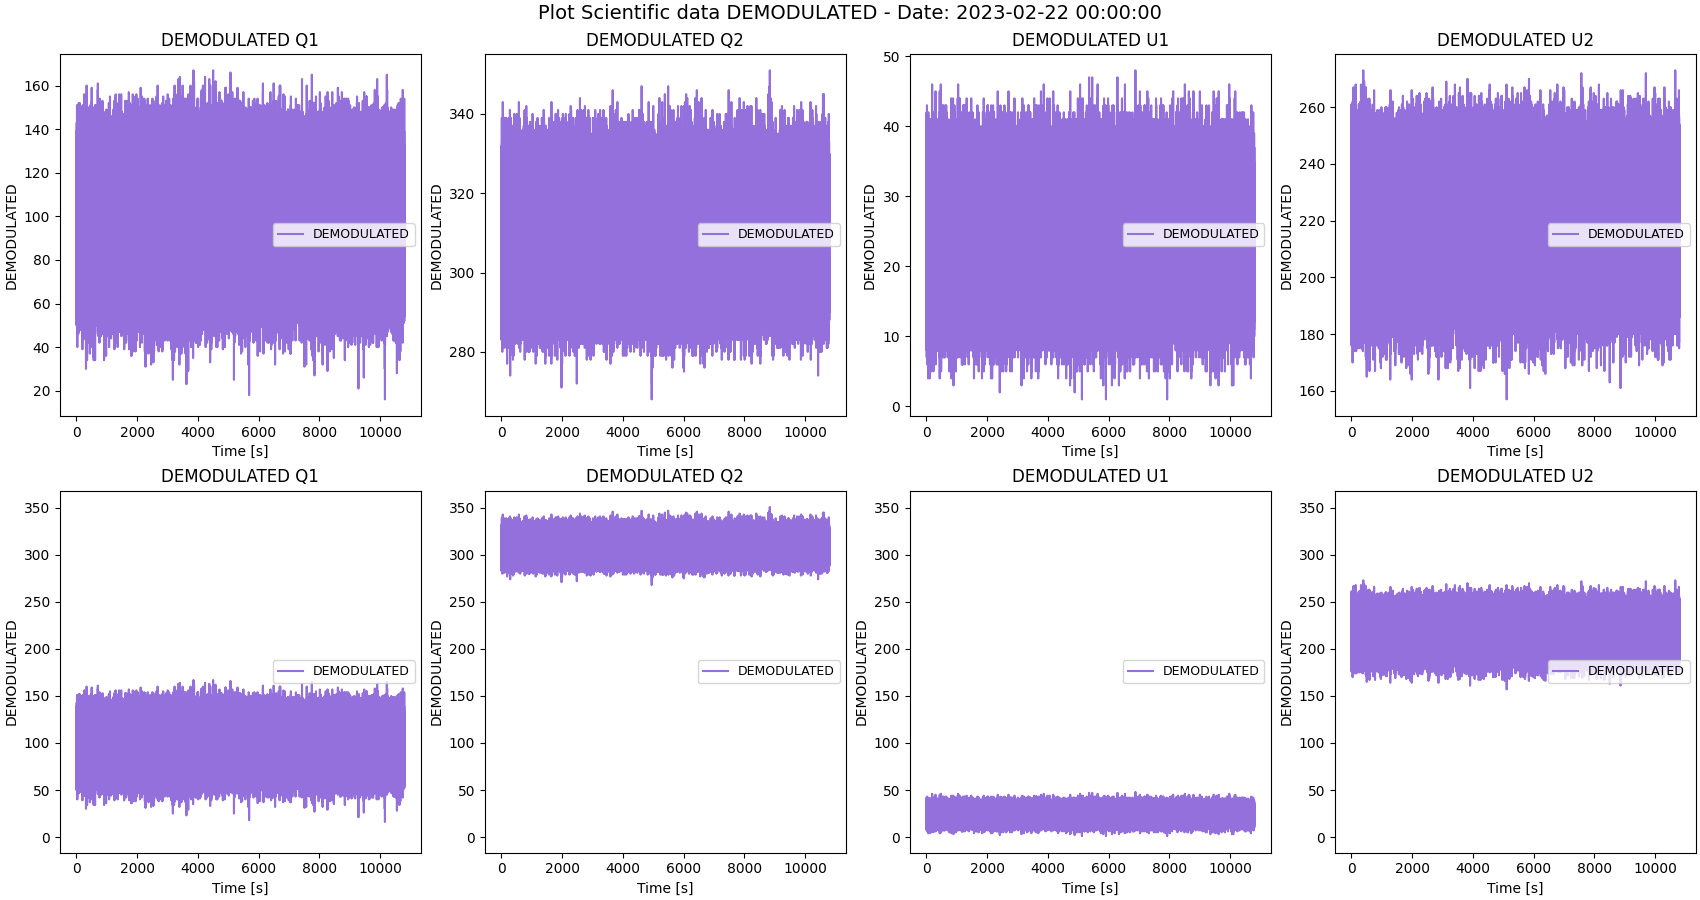 Plot Scientific data DEMODULATED - Date: 2023-02-22 00:00:00
DEMODULATED Q1
DEMODULATED
160
140
120
100
80
60
40
20
DEMODULATED
0 2000 4000 6000 8000 10000
Time [s]
DEMODULATED Q2
DEMODULATED
340
320
300
280
DEMODULATED
0 2000 4000 6000 8000 10000
Time [s]
DEMODULATED U1
DEMODULATED
50
40
30
20
10
0
DEMODULATED
0 2000 4000 6000 8000 10000
Time [s]
DEMODULATED U2
DEMODULATED
260
240
220
200
180
160
DEMODULATED
0 2000 4000 6000 8000 10000
Time [s]
DEMODULATED Q1
DEMODULATED
350
300
250
200
150
100
50
0
DEMODULATED
0 2000 4000 6000 8000 10000
Time [s]
DEMODULATED Q2
DEMODULATED
350
300
250
200
150
100
50
0
DEMODULATED
0 2000 4000 6000 8000 10000
Time [s]
DEMODULATED U1
DEMODULATED
350
300
250
200
150
100
50
0
DEMODULATED
0 2000 4000 6000 8000 10000
Time [s]
DEMODULATED U2
DEMODULATED
350
300
250
200
150
100
50
0
DEMODULATED
0 2000 4000 6000 8000 10000
Time [s]